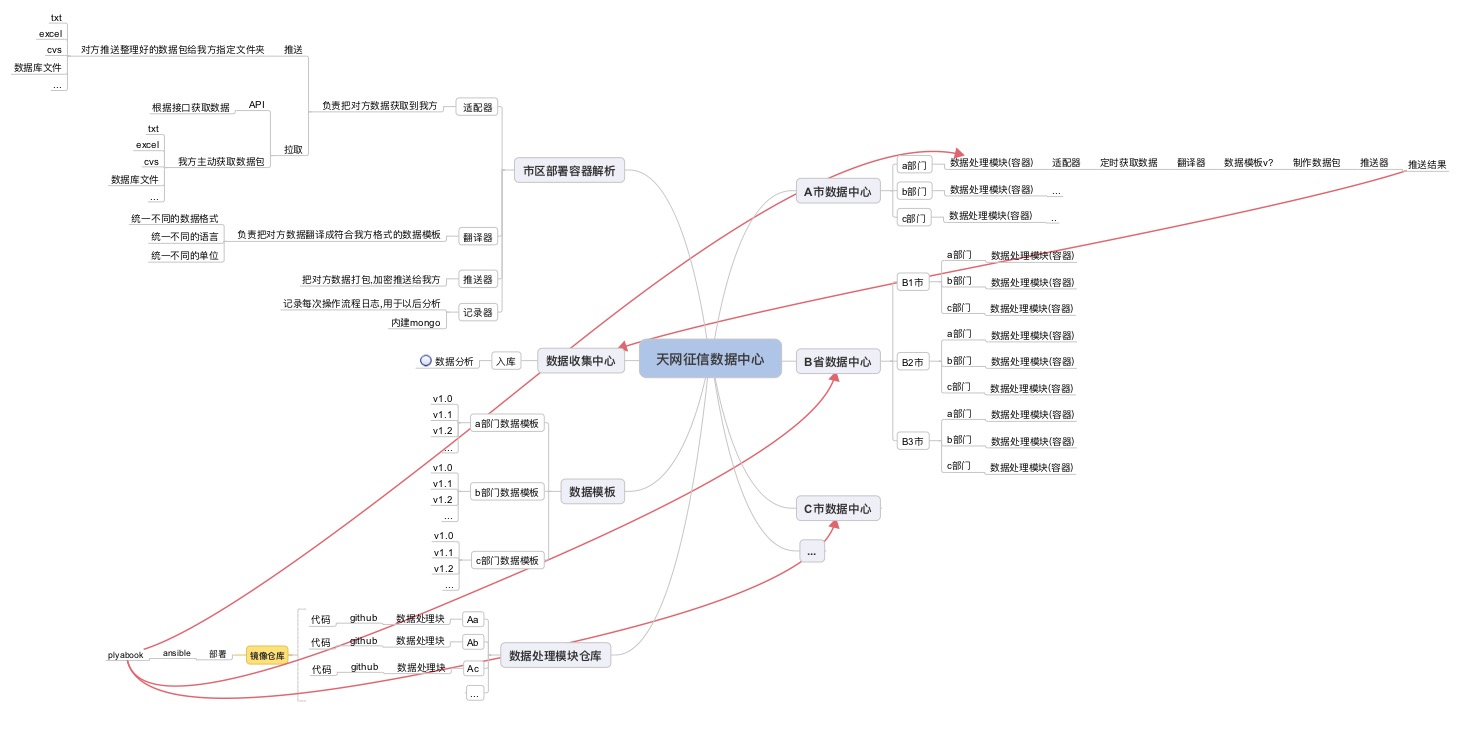 天网征信数据中心
市区部署容器解析
适配器
负责把对方数据获取到我方
推送
对方推送整理好的数据包给我方指定文件夹
txt
excel
cvs
数据库文件
...
拉取
API
根据接口获取数据
我方主动获取数据包
txt
excel
cvs
数据库文件
...
翻译器
负责把对方数据翻译成符合我方格式的数据模板
统一不同的数据格式
统一不同的语言
统一不同的单位
推送器
把对方数据打包,加密推送给我方
记录器
记录每次操作流程日志,用于以后分析
内建mongo
数据收集中心
入库
数据分析
数据模板
a部门数据模板
v1.0
v1.1
v1.2
...
b部门数据模板
v1.0
v1.1
v1.2
...
c部门数据模板
v1.0
v1.1
v1.2
...
数据处理模块仓库
Aa
数据处理块
github
代码
Ab
数据处理块
github
代码
Ac
数据处理块
github
代码
...
镜像仓库
部署
ansible
plyabook
A市数据中心
a部门
数据处理模块(容器)
适配器
定时获取数据
翻译器
数据模板v?
制作数据包
推送器
推送结果
b部门
数据处理模块(容器)
...
c部门
数据处理模块(容器)
..
B省数据中心
B1市
a部门
数据处理模块(容器)
b部门
数据处理模块(容器)
c部门
数据处理模块(容器)
B2市
a部门
数据处理模块(容器)
b部门
数据处理模块(容器)
c部门
数据处理模块(容器)
B3市
a部门
数据处理模块(容器)
b部门
数据处理模块(容器)
c部门
数据处理模块(容器)
C市数据中心
...